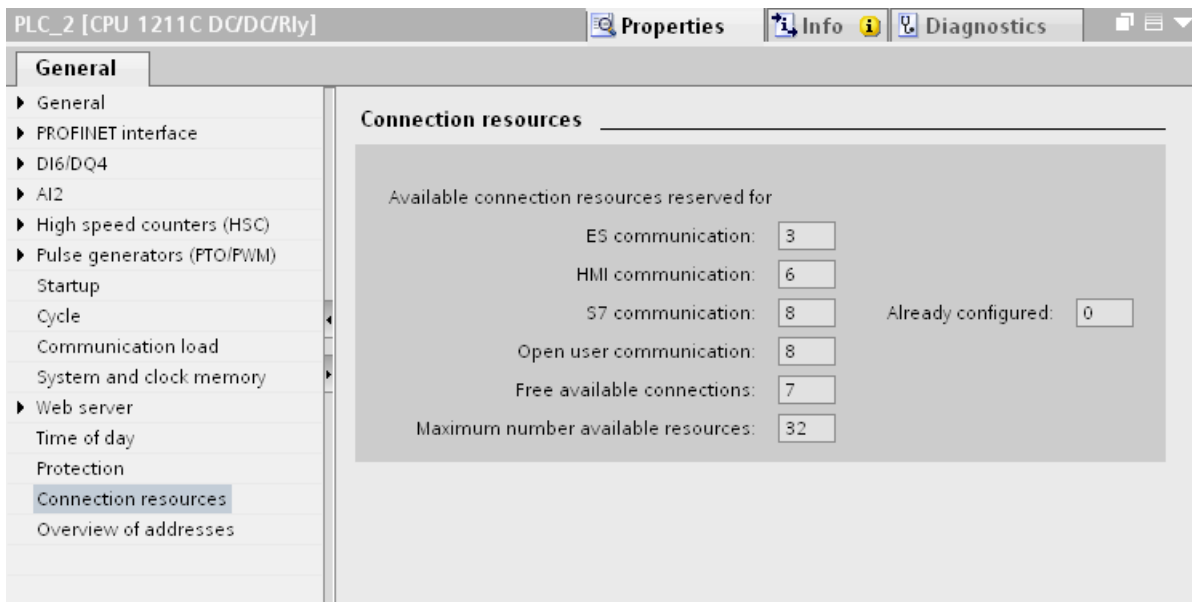 PLC_2 [CPU 1211C DC/DC/Rly]
Properties
Info
Diagnostics
General
General
PROFINET interface
DI6/DQ4
AI2
High speed counters (HSC)
Pulse generators (PTO/PWM)
Startup
Cycle
Communication load
System and clock memory
Web server
Time of day
Protection
Connection resources
Overview of addresses
Connection resources
Available connection resources reserved for
ES communication: 3
HMI communication: 6
S7 communication: 8 Already configured: 0
Open user communication: 8
Free available connections: 7
Maximum number available resources: 32